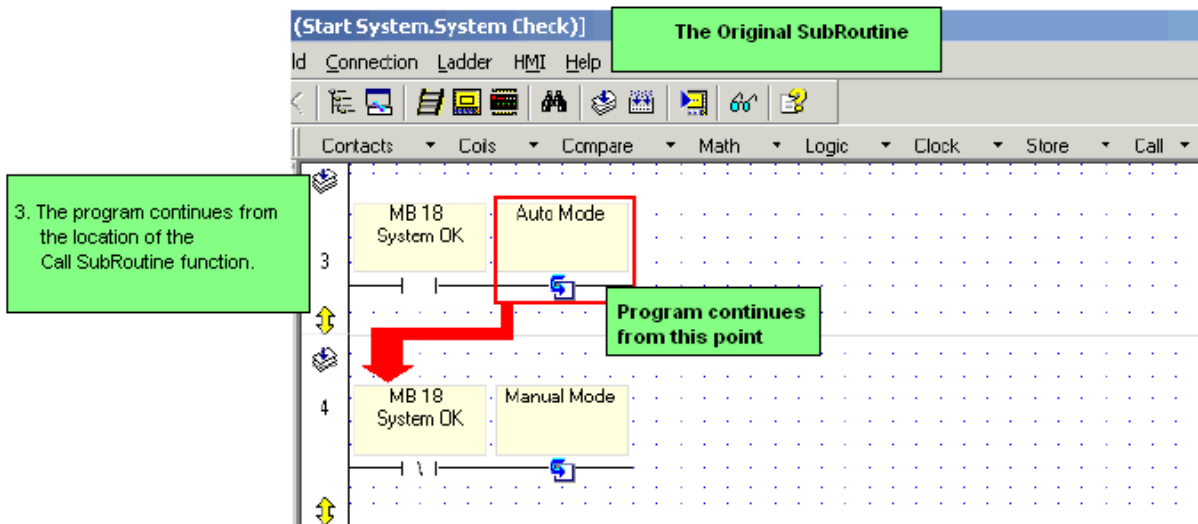 (Start System.System Check)]
The Original SubRoutine
ld Connection Ladder HMI Help
Contacts Coils Compare Math Logic Clock Store Call
3. The program continues from
the location of the
Call SubRoutine function.
MB 18
System OK
Auto Mode
3
Program continues
from this point
MB 18
System OK
Manual Mode
4